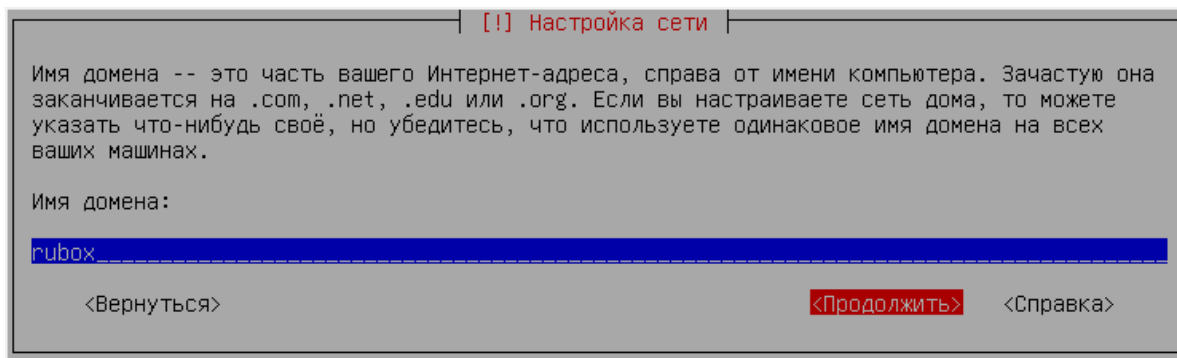 [!] Настройка сети
Имя домена -- это часть вашего Интернет-адреса, справа от имени компьютера. Зачастую она
заканчивается на .com, .net, .edu или .org. Если вы настраиваете сеть дома, то можете
указать что-нибудь своё, но убедитесь, что используете одинаковое имя домена на всех
ваших машинах.
Имя домена:
rubox
<Вернуться> <Продолжить> <Справка>